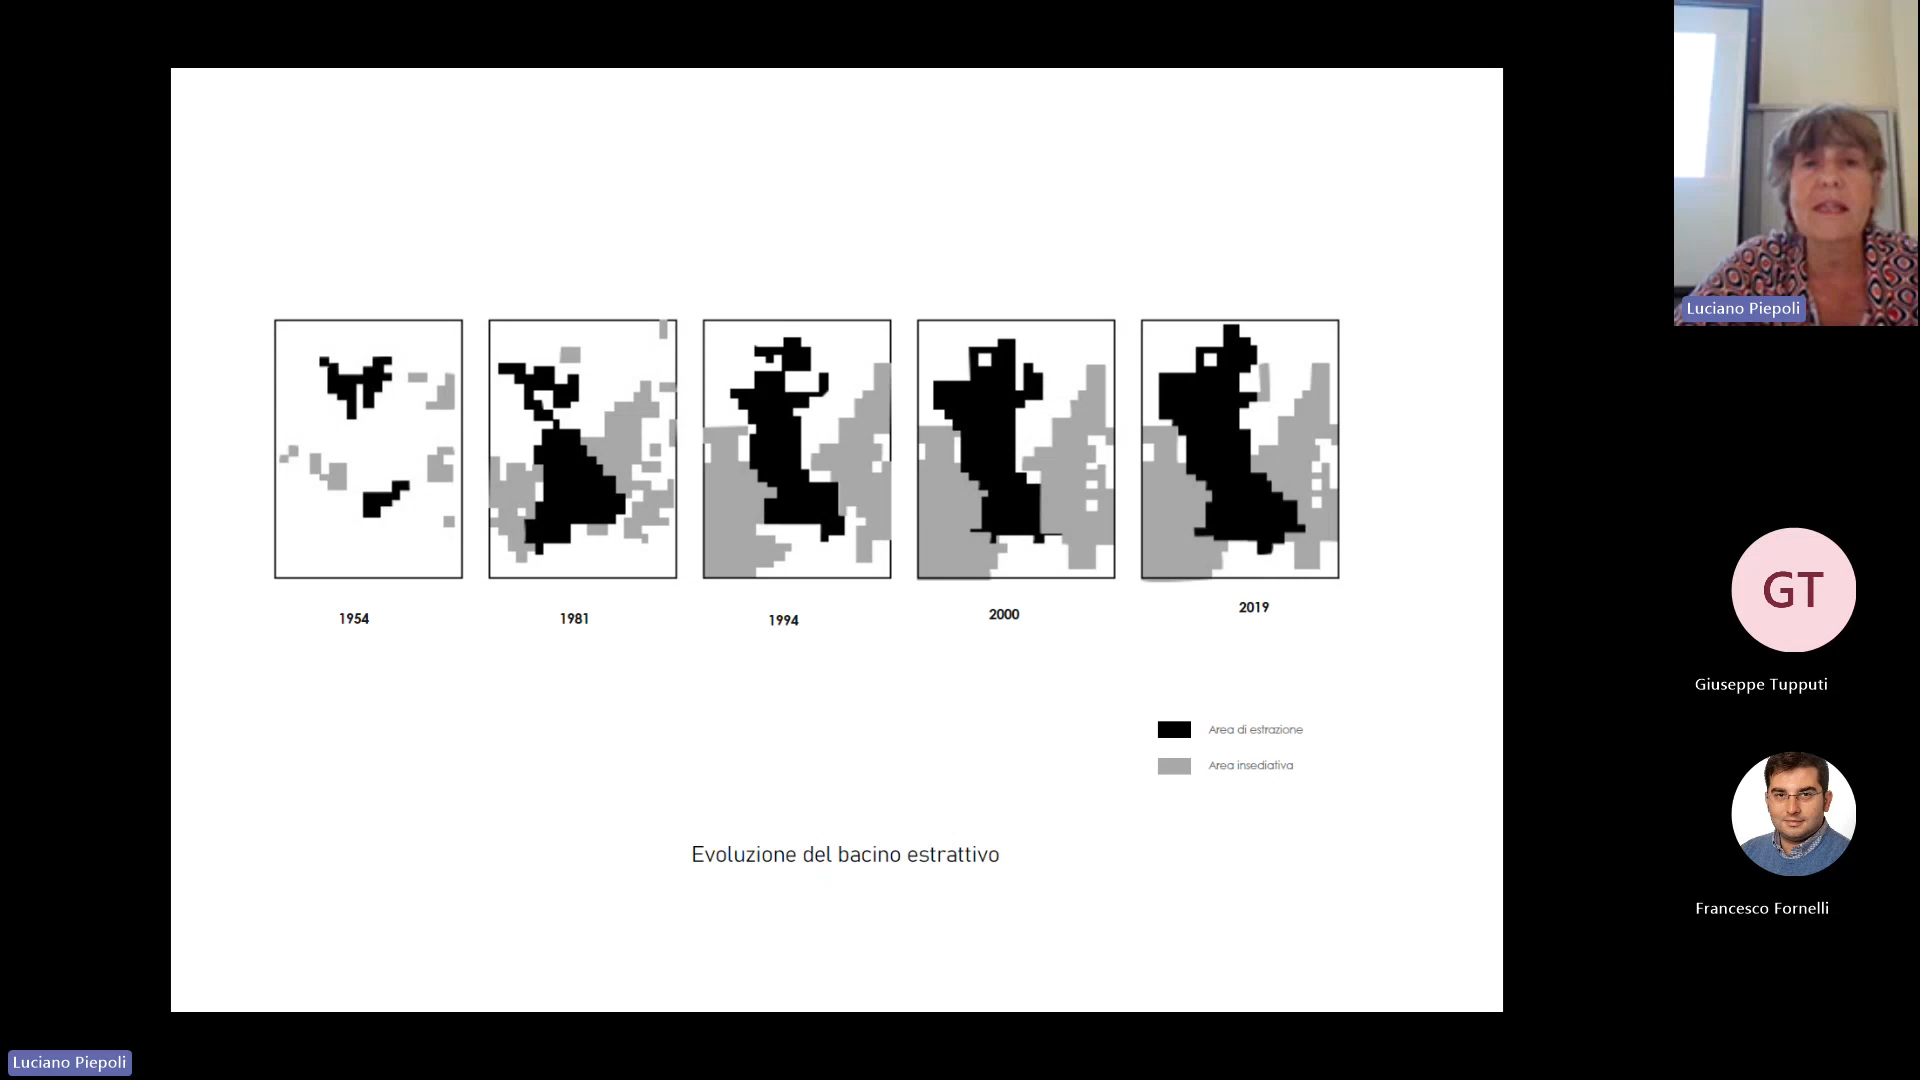 1954
1981
1994
2000
2019
Area di estrazione
Area insediativa
Evoluzione del bacino estrattivo
Luciano Piepoli
GT
Giuseppe Tupputi
Francesco Fornelli
Luciano Piepoli